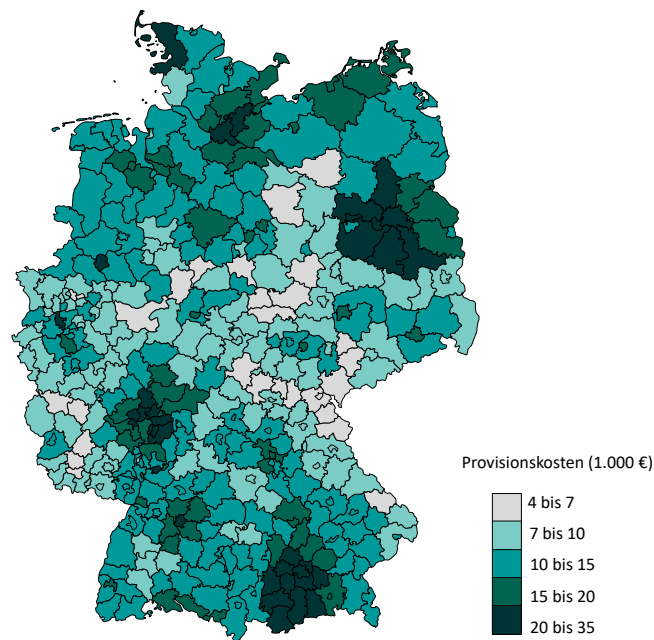 Provisionskosten (1.000 €)
4 bis 7
7 bis 10
10 bis 15
15 bis 20
20 bis 35